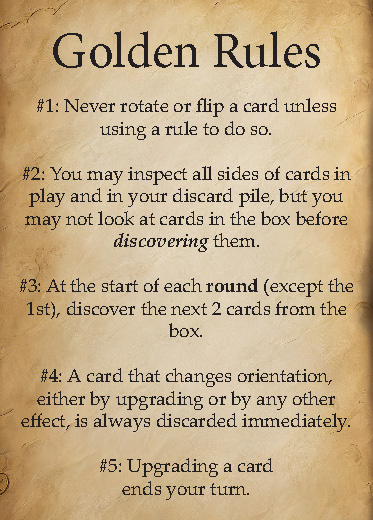 Golden Rules
#1: Never rotate or flip a card unless
using a rule to do so.
#2: You may inspect all sides of cards in
play and in your discard pile, but you
may not look at cards in the box before
discovering them.
#3: At the start of each round (except the
1st), discover the next 2 cards from the
box.
#4: A card that changes orientation,
either by upgrading or by any other
effect, is always discarded immediately.
#5: Upgrading a card
ends your turn.